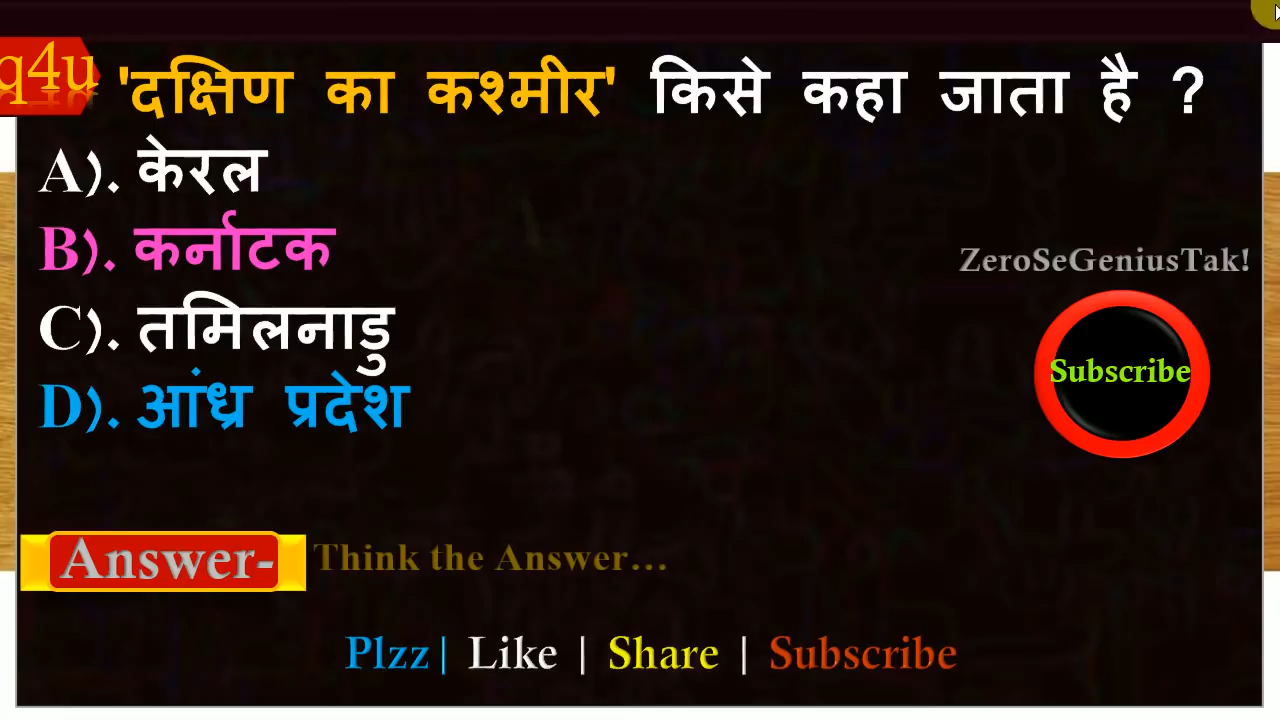 q4u
'दक्षिण का कश्मीर' किसे कहा जाता है ?
A). केरल
B). कर्नाटक
C). तमिलनाडु
D). आंध्र प्रदेश
ZeroSeGeniusTak!
Subscribe
Answer- Think the Answer...
Plzz| Like | Share | Subscribe